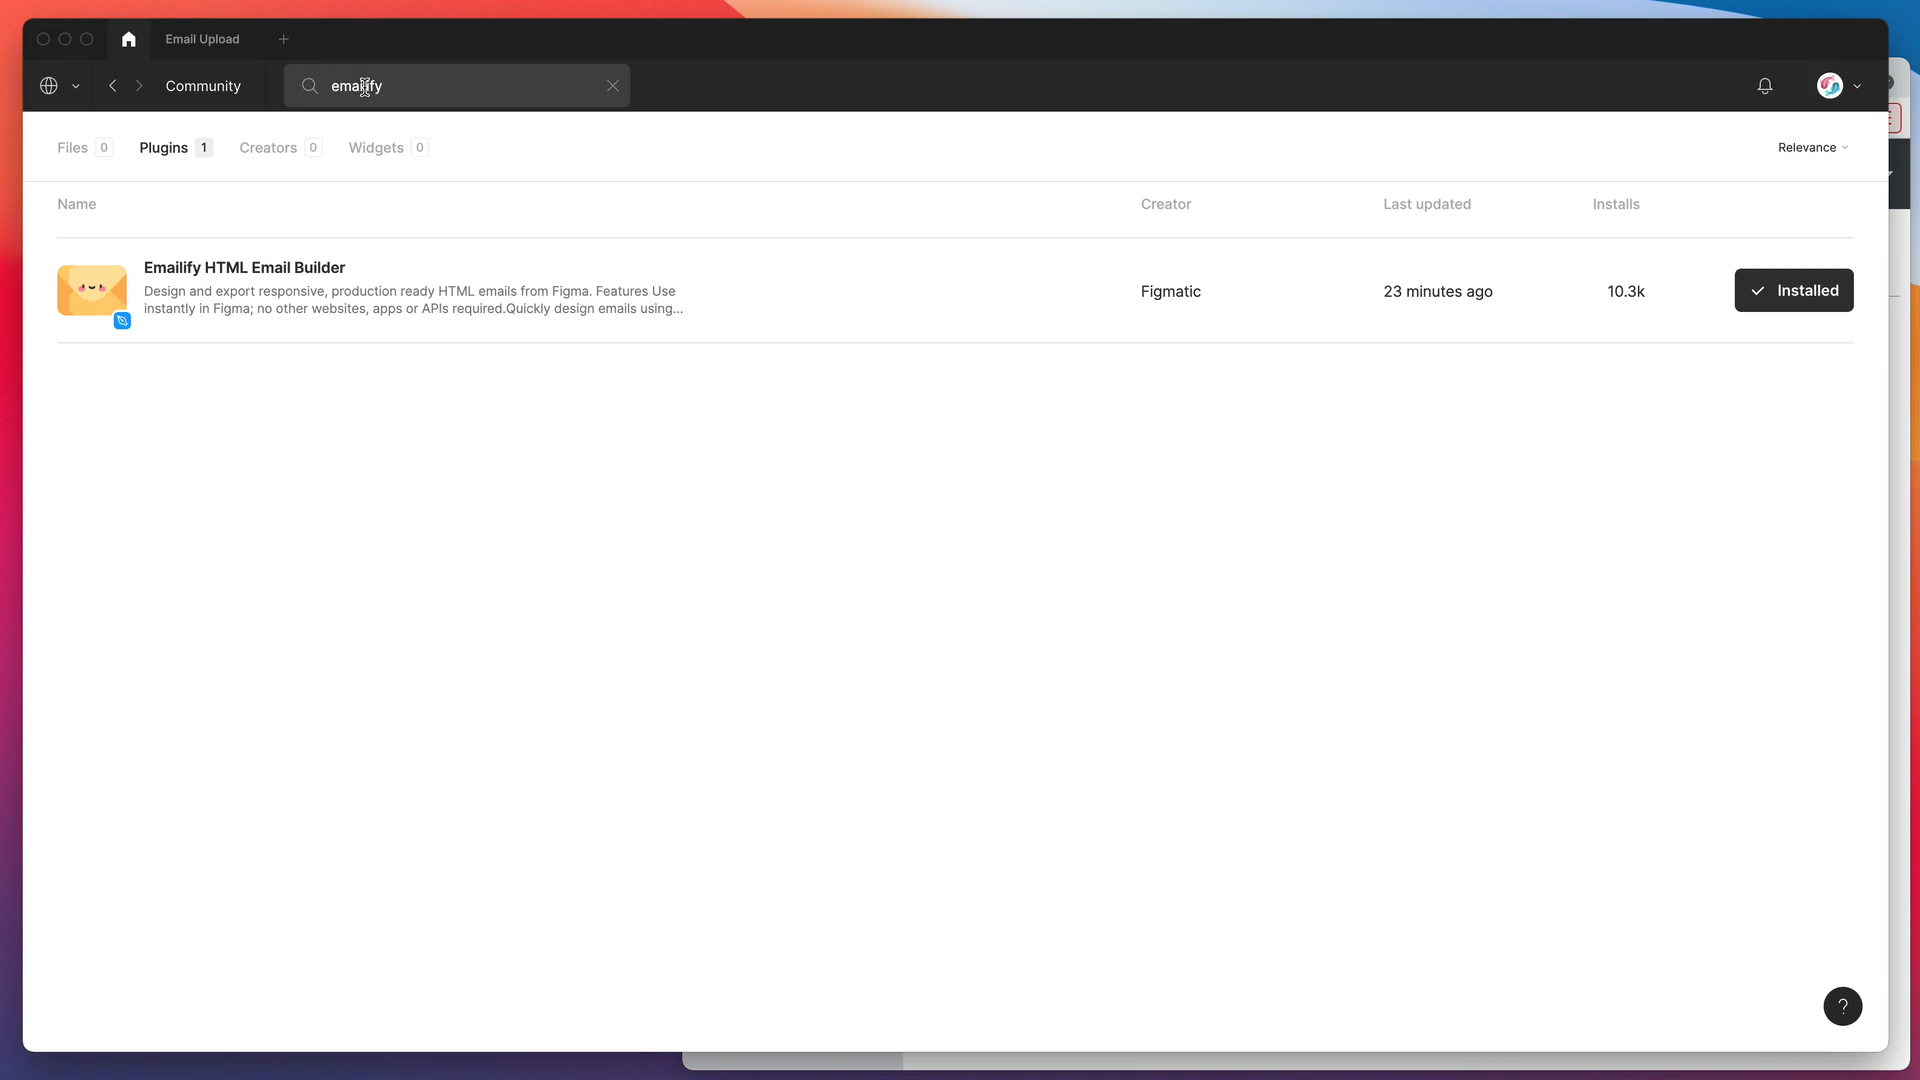 Email Upload
Community
emailify
Files 0 Plugins 1 Creators 0 Widgets 0
Relevance
Name Creator Last updated Installs
Emailify HTML Email Builder
Design and export responsive, production ready HTML emails from Figma. Features Use
instantly in Figma; no other websites, apps or APIs required.Quickly design emails using...
Figmatic 23 minutes ago 10.3k Installed
?